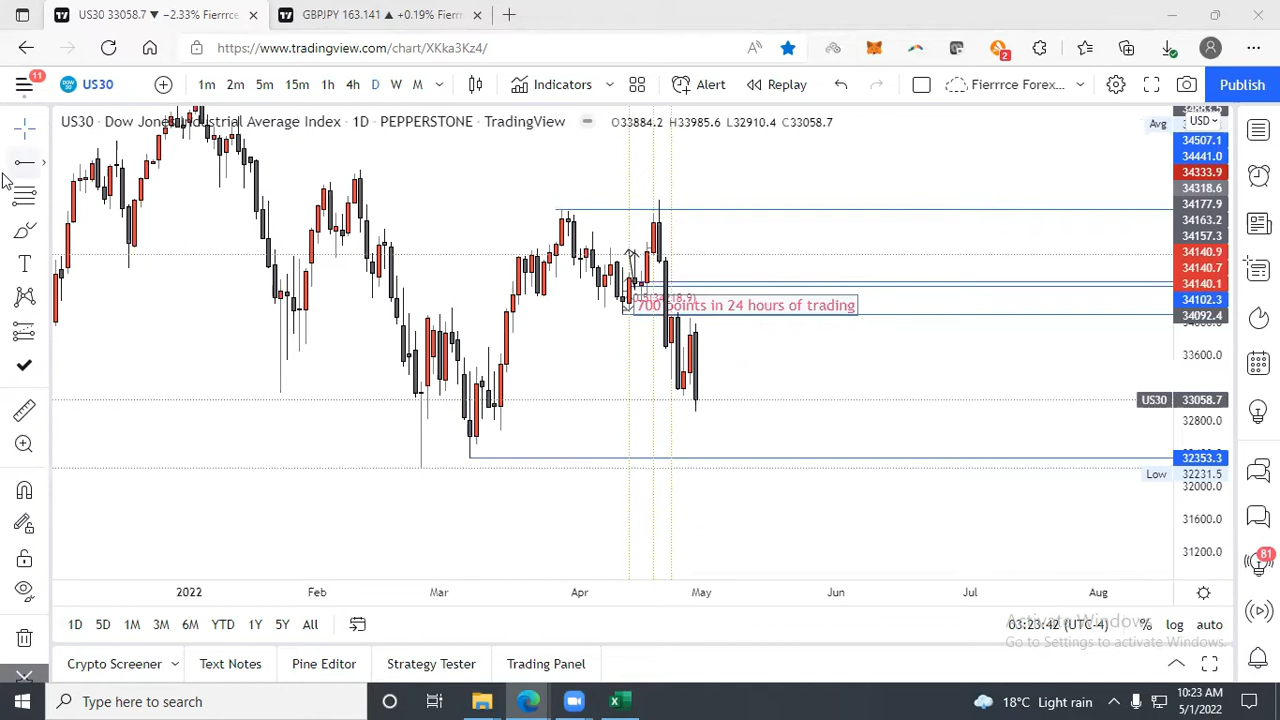 US30 33058.7 ▼ −2.33% Fierrrc
GBPJPY 163.141 ▲ +0.19% Fierrr
https://www.tradingview.com/chart/XKka3Kz4/
2
11
US30
1m 2m 5m 15m 1h 4h D W M
Indicators
Alert
Replay
Fierrrce Forex...
Publish
US30 · Dow Jones Industrial Average Index · 1D · PEPPERSTONE · TradingView
O33884.2 H33985.6 L32910.4 C33058.7
USD
Avg
34507.1
34441.0
34333.9
34318.6
34177.9
34163.2
34157.3
34140.9
34140.7
34140.1
34102.3
34092.4
700 points in 24 hours of trading
33600.0
US30 33058.7
32800.0
32353.3
Low 32231.5
32000.0
31600.0
31200.0
81
2022 Feb Mar Apr May Jun Jul Aug
1D 5D 1M 3M 6M YTD 1Y 5Y All
03:23:42 (UTC-4) % log auto
Activate Windows
Go to Settings to activate Windows.
Crypto Screener Text Notes Pine Editor Strategy Tester Trading Panel
Type here to search
18°C Light rain
10:23 AM
5/1/2022